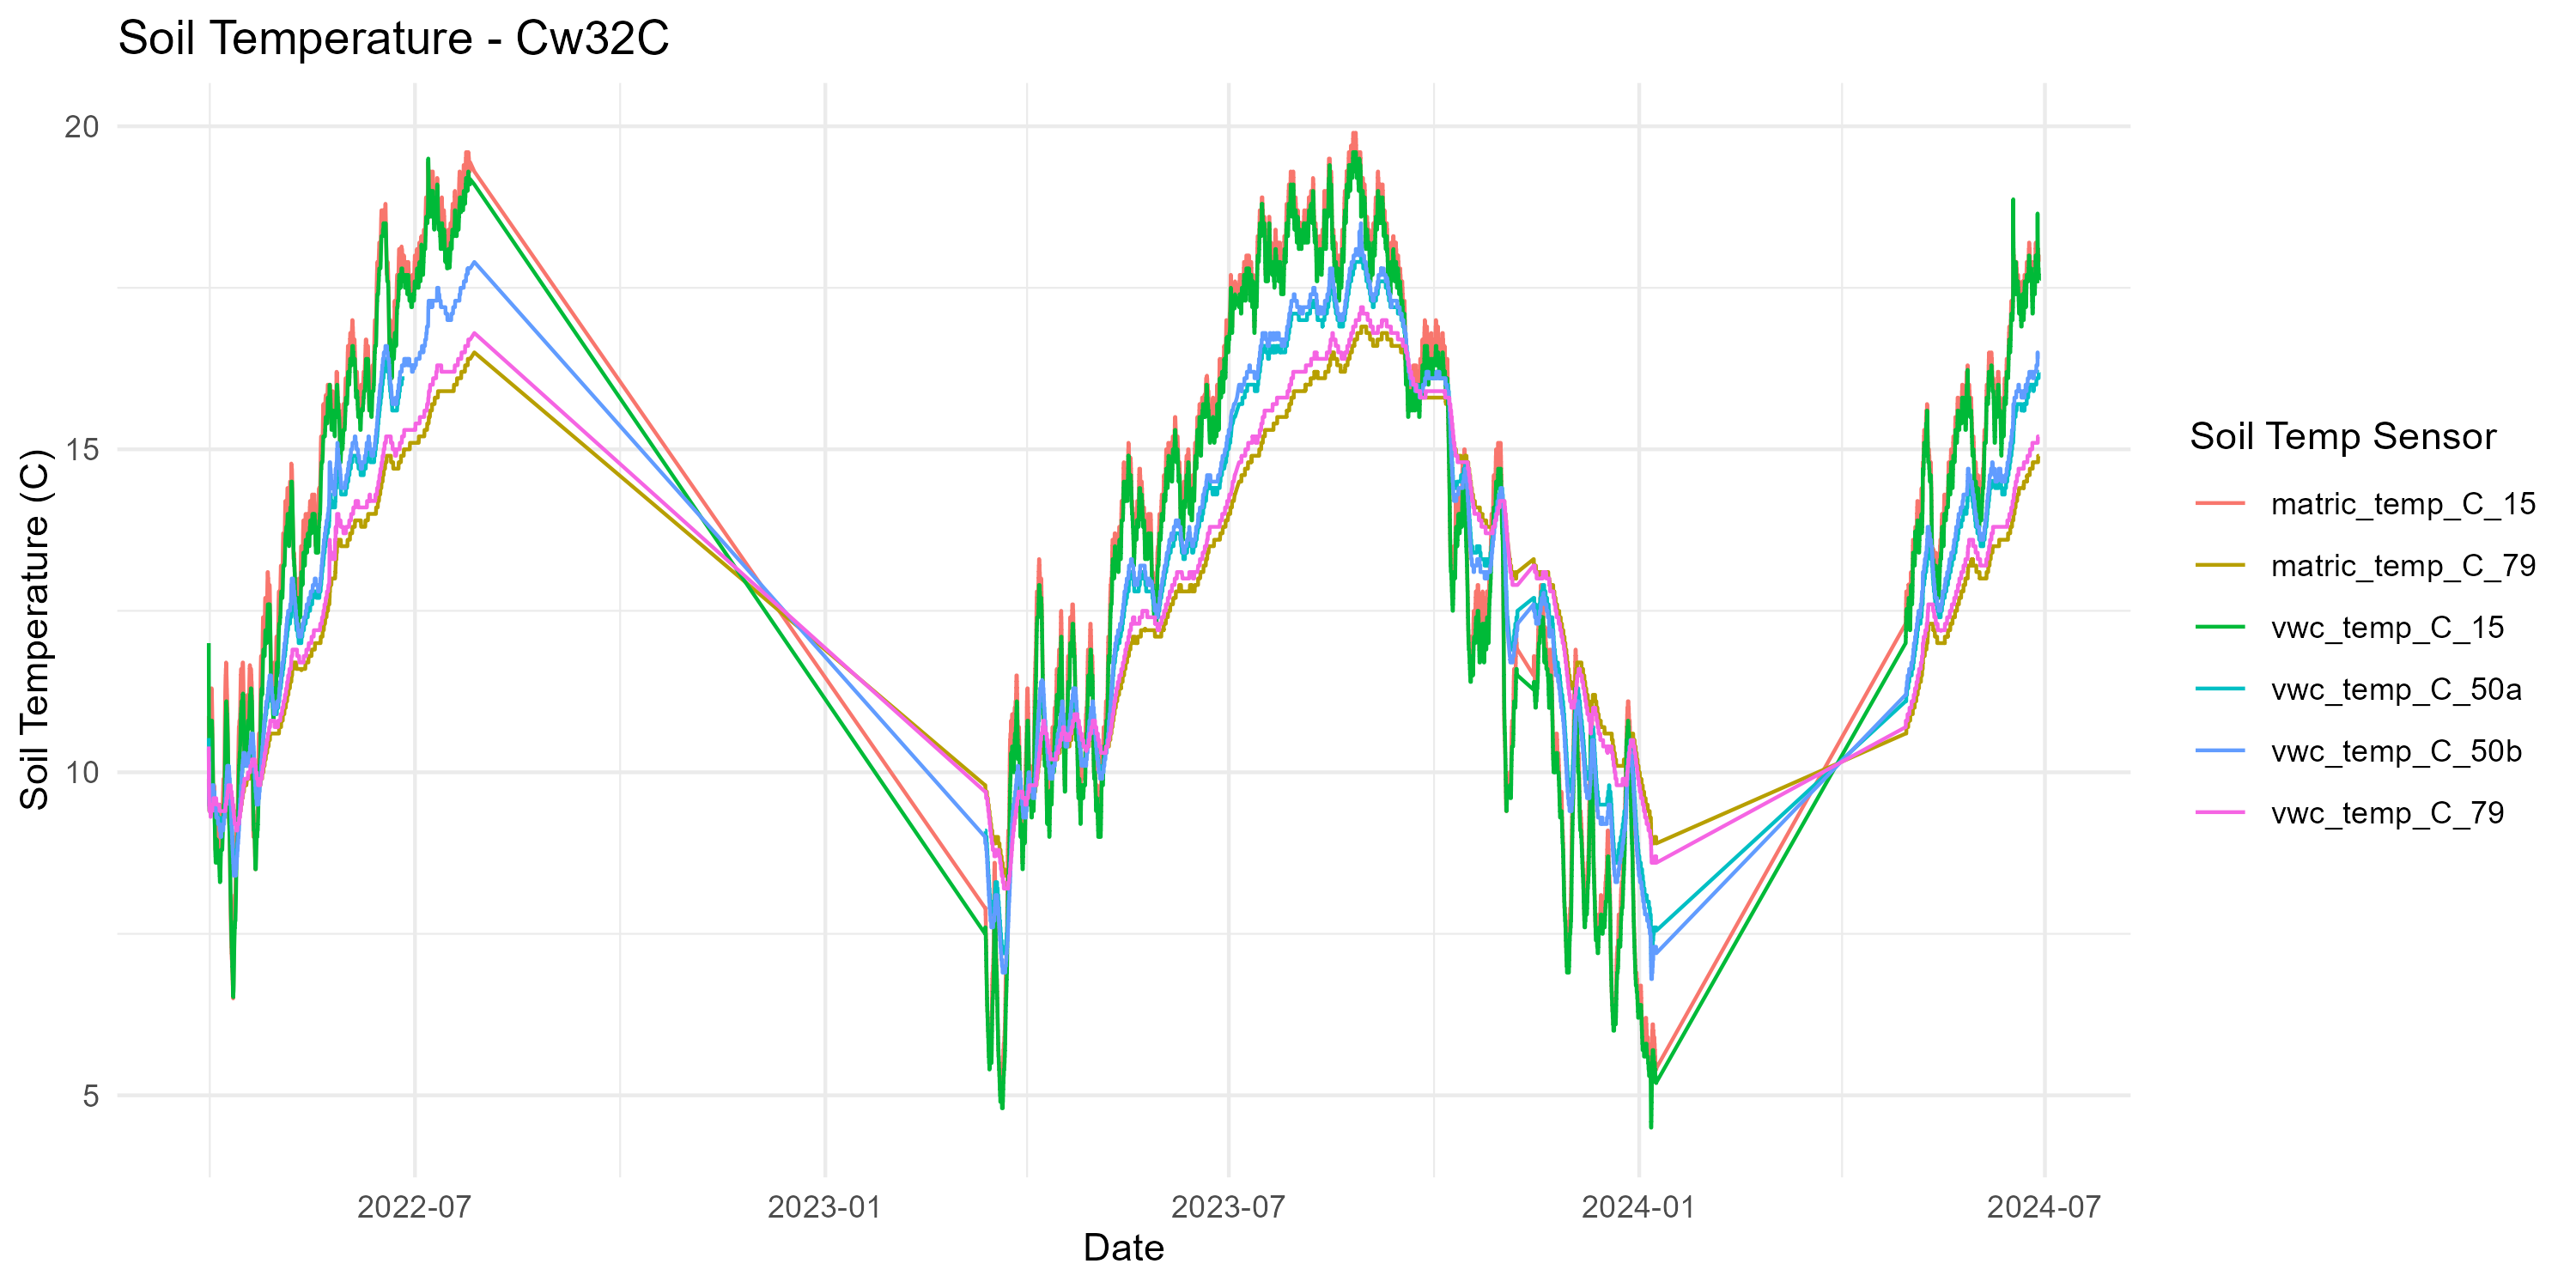 Soil Temperature - Cw32C
20
15
10
5
Soil Temperature (C)
2022-07
2023-01
2023-07
2024-01
2024-07
Date
Soil Temp Sensor
matric_temp_C_15
matric_temp_C_79
vwc_temp_C_15
vwc_temp_C_50a
vwc_temp_C_50b
vwc_temp_C_79